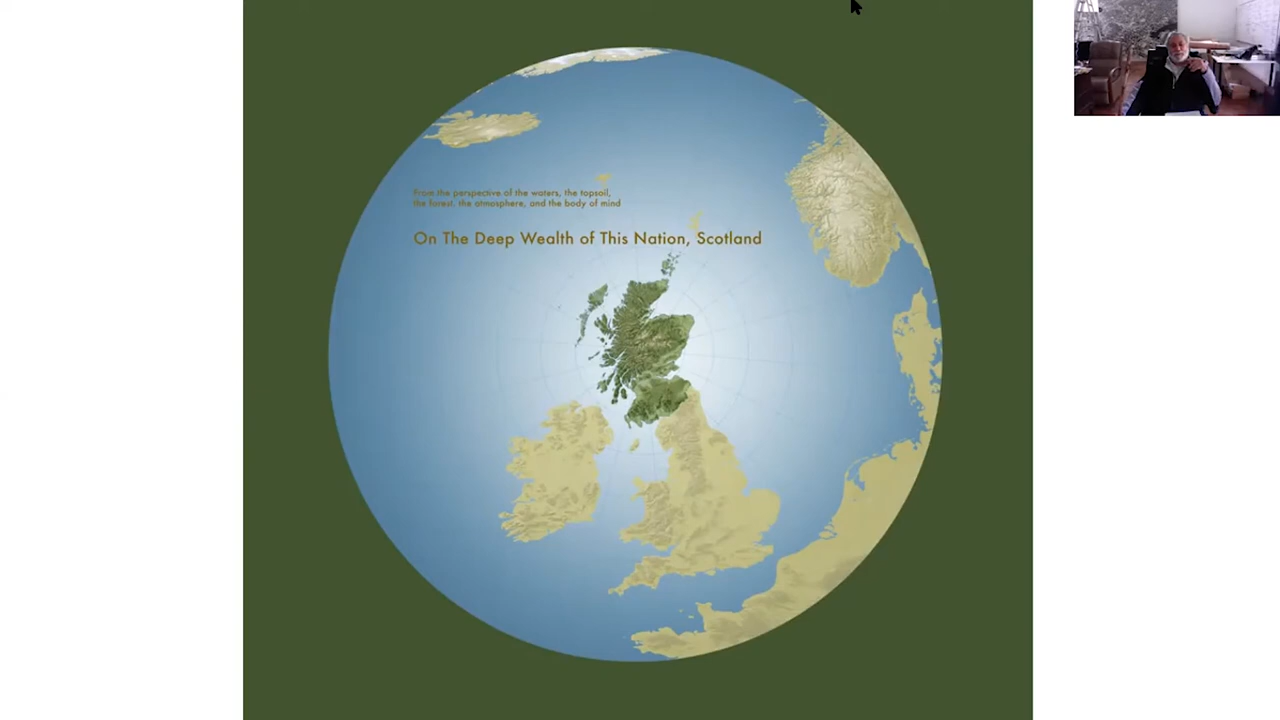 From the perspective of the waters, the topsoil,
the forest, the atmosphere, and the body of mind
On The Deep Wealth of This Nation, Scotland